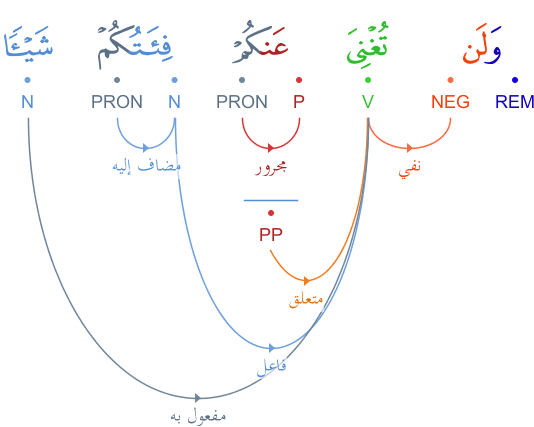 وَلَن تُغْنِىَ عَنكُمْ فِئَتُكُمْ شَيْـًٔا
REM NEG V P PRON N PRON N
نفي مجرور مضاف إليه
PP
متعلق
فاعل
مفعول به